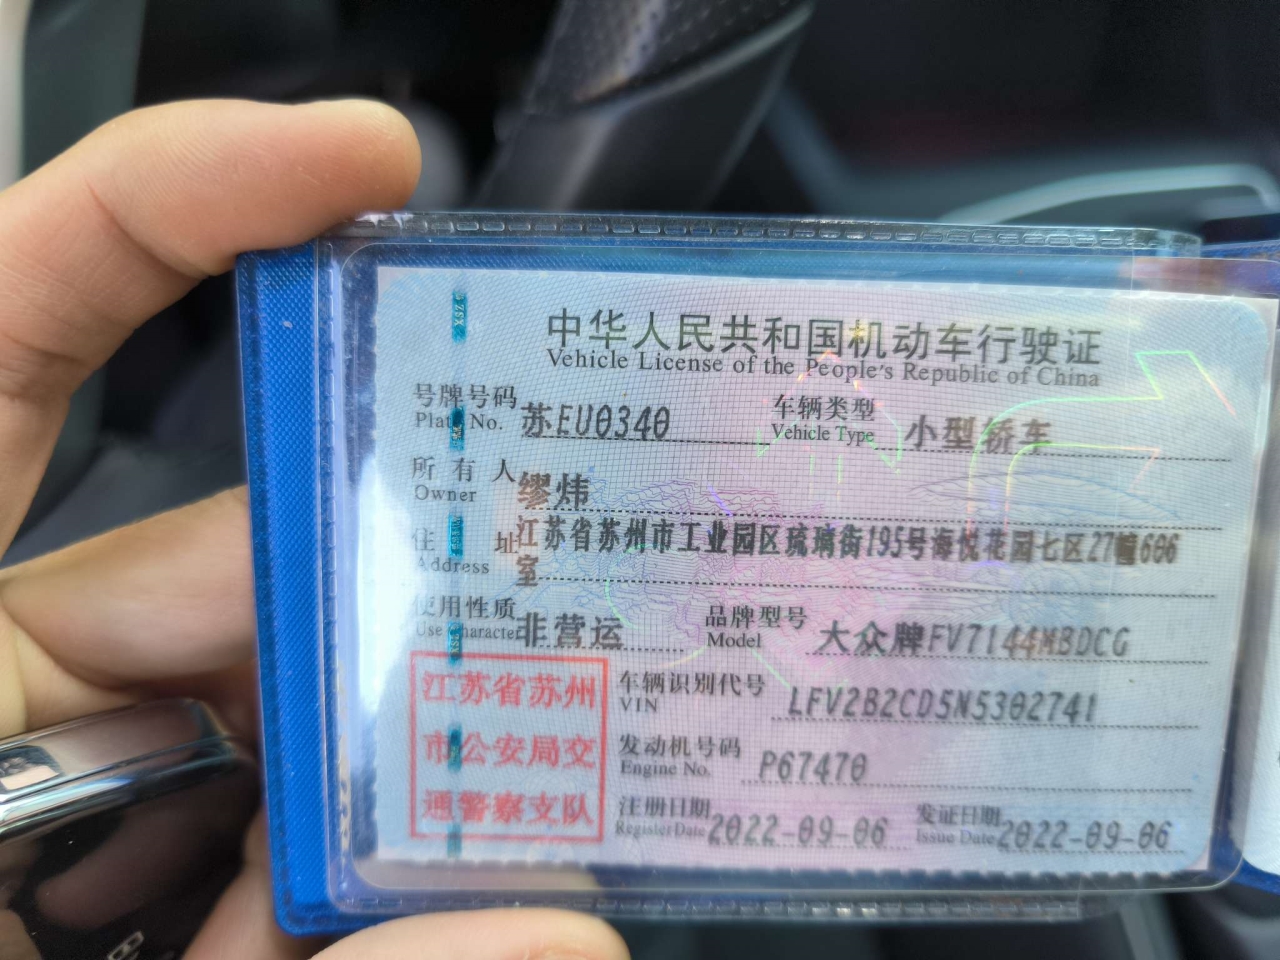 中华人民共和国机动车行驶证
Vehicle License of the People's Republic of China
号牌号码 苏EU0340 车辆类型 小型轿车
Plate No. Vehicle Type
所有人 缪炜
Owner
住址 江苏省苏州市工业园区琉璃街195号海悦花园七区27幢606
Address 室
使用性质 非营运 品牌型号 大众牌FV7144MBDCG
Use Character Model
江苏省苏州
市公安局交
通警察支队
车辆识别代号 LFV2B2CD5N5302741
VIN
发动机号码 P67470
Engine No.
注册日期 2022-09-06 发证日期 2022-09-06
Register Date Issue Date